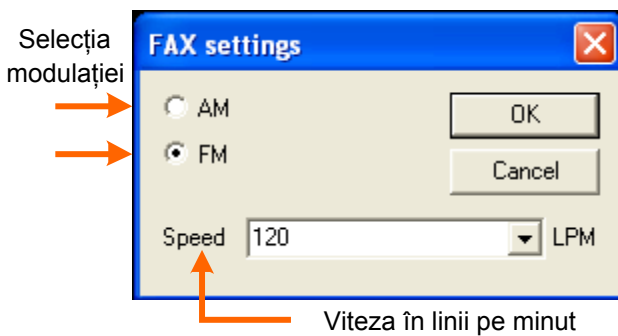 Selecția
modulației
FAX settings
AM
OK
FM
Cancel
Speed 120 LPM
Viteza în linii pe minut